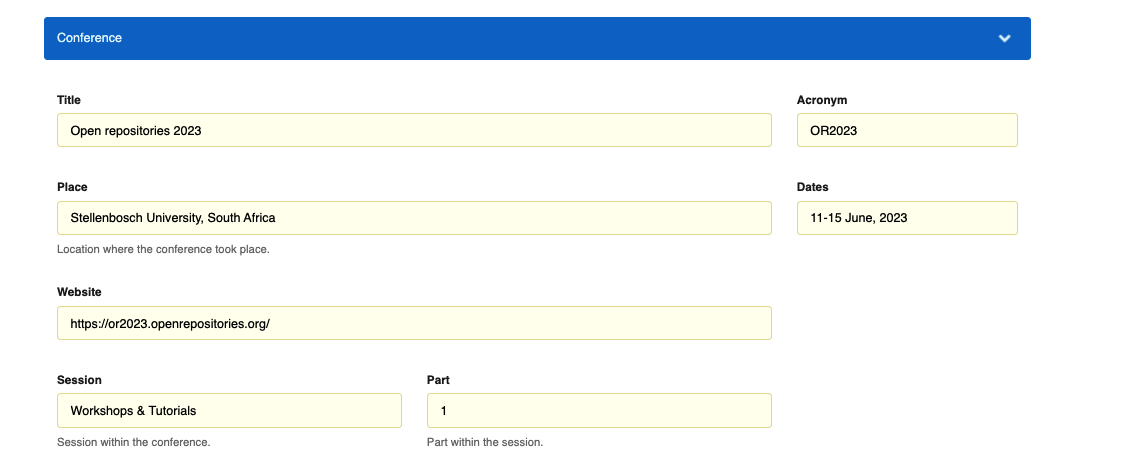 Conference
Title
Acronym
Open repositories 2023
OR2023
Place
Dates
Stellenbosch University, South Africa
11-15 June, 2023
Location where the conference took place.
Website
https://or2023.openrepositories.org/
Session
Part
Workshops & Tutorials
1
Session within the conference.
Part within the session.